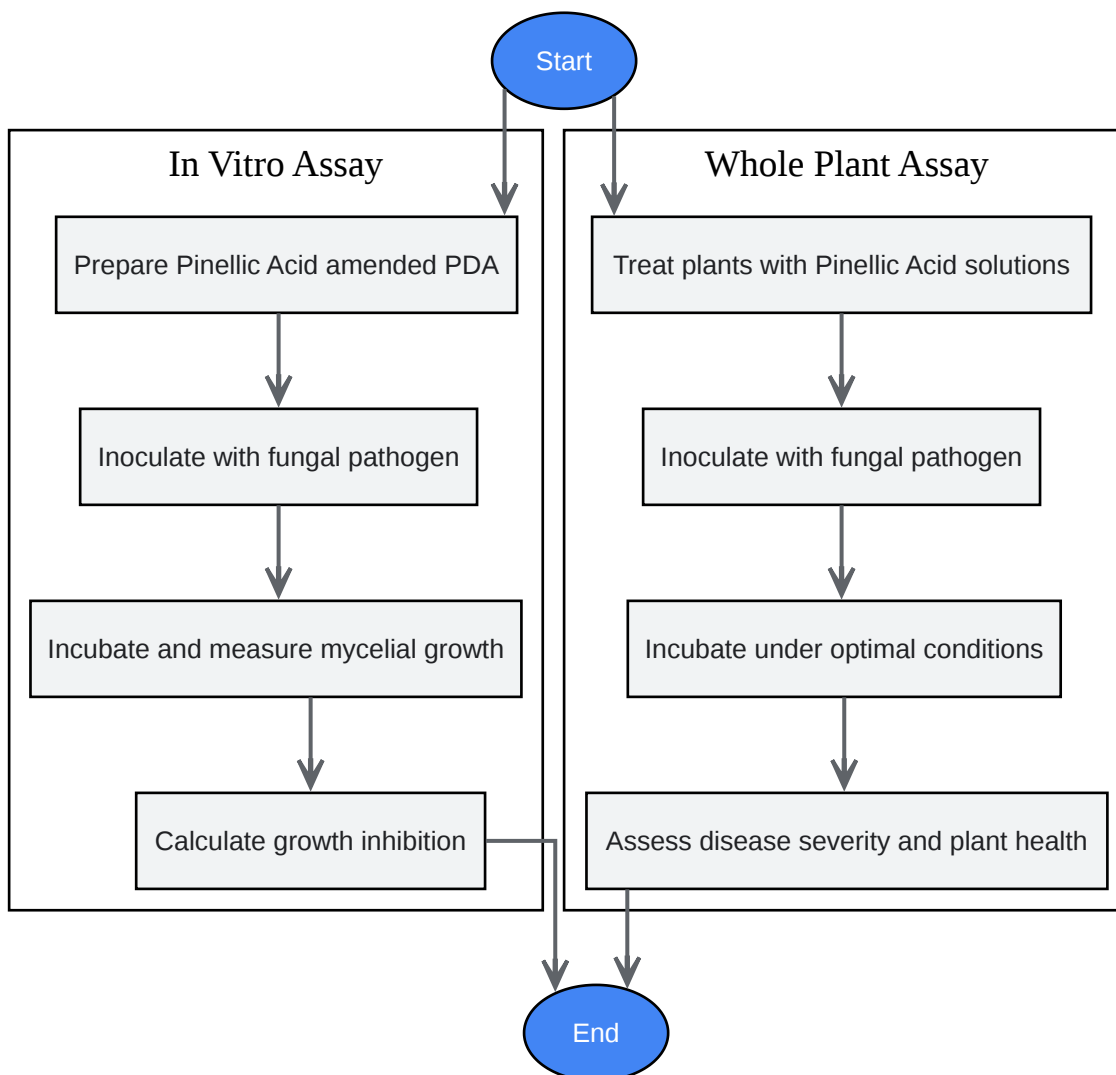 Start
In Vitro Assay
Prepare Pinellic Acid amended PDA
Inoculate with fungal pathogen
Incubate and measure mycelial growth
Calculate growth inhibition
Whole Plant Assay
Treat plants with Pinellic Acid solutions
Inoculate with fungal pathogen
Incubate under optimal conditions
Assess disease severity and plant health
End